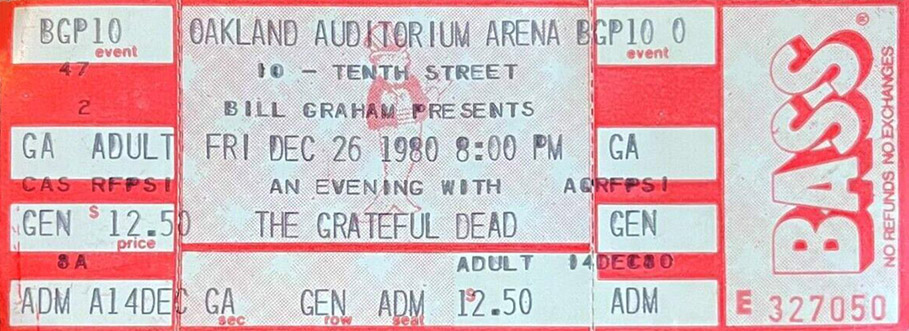 BGP10 OAKLAND AUDITORIUM ARENA BGP10 0
event event
47 10 - TENTH STREET
2 BILL GRAHAM PRESENTS
GA ADULT FRI DEC 26 1980 8:00 PM GA
CAS RFPSI AN EVENING WITH ACRFPSI
GEN $ 12.50 THE GRATEFUL DEAD GEN
price
8A ADULT 14DEC80
ADM A14DEC GA GEN ADM 12.50 ADM
sec row seat
BASS®
NO REFUNDS NO EXCHANGES
E 327050